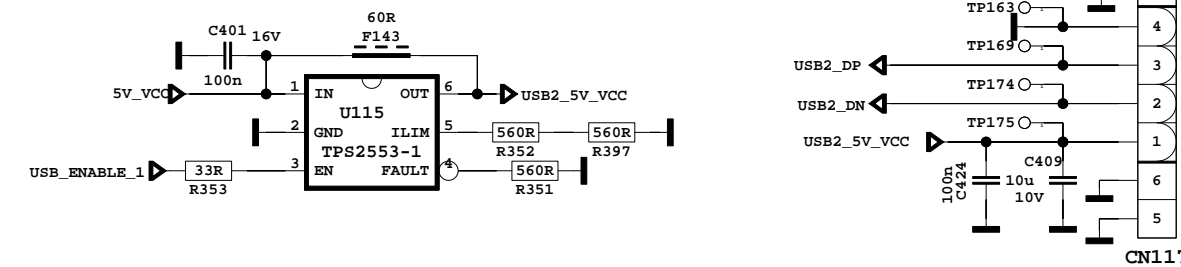 60R
C401 16V
F143
100n
5V_VCC
1 IN
OUT 6
USB2_5V_VCC
U115
2 GND
ILIM 5
560R
560R
TPS2553-1
R352
R397
USB_ENABLE_1
33R
3 EN
FAULT 4
560R
R353
R351
TP163
4
TP169
USB2_DP
3
TP174
USB2_DN
2
TP175
USB2_5V_VCC
1
C409
100n
C424
10u
10V
6
5